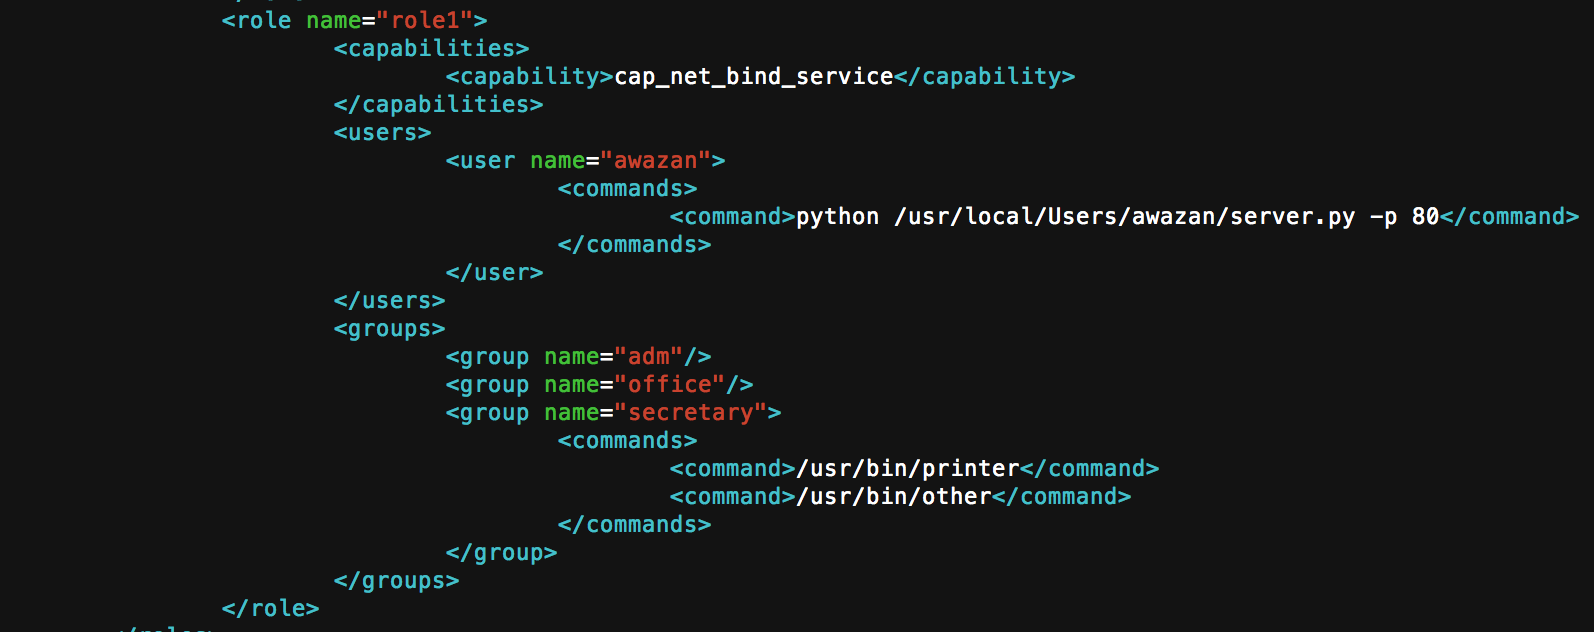 <role name="role1">
<capabilities>
<capability>cap_net_bind_service</capability>
</capabilities>
<users>
<user name="awazan">
<commands>
<command>python /usr/local/Users/awazan/server.py -p 80</command>
</commands>
</user>
</users>
<groups>
<group name="adm"/>
<group name="office"/>
<group name="secretary">
<commands>
<command>/usr/bin/printer</command>
<command>/usr/bin/other</command>
</commands>
</group>
</groups>
</role>